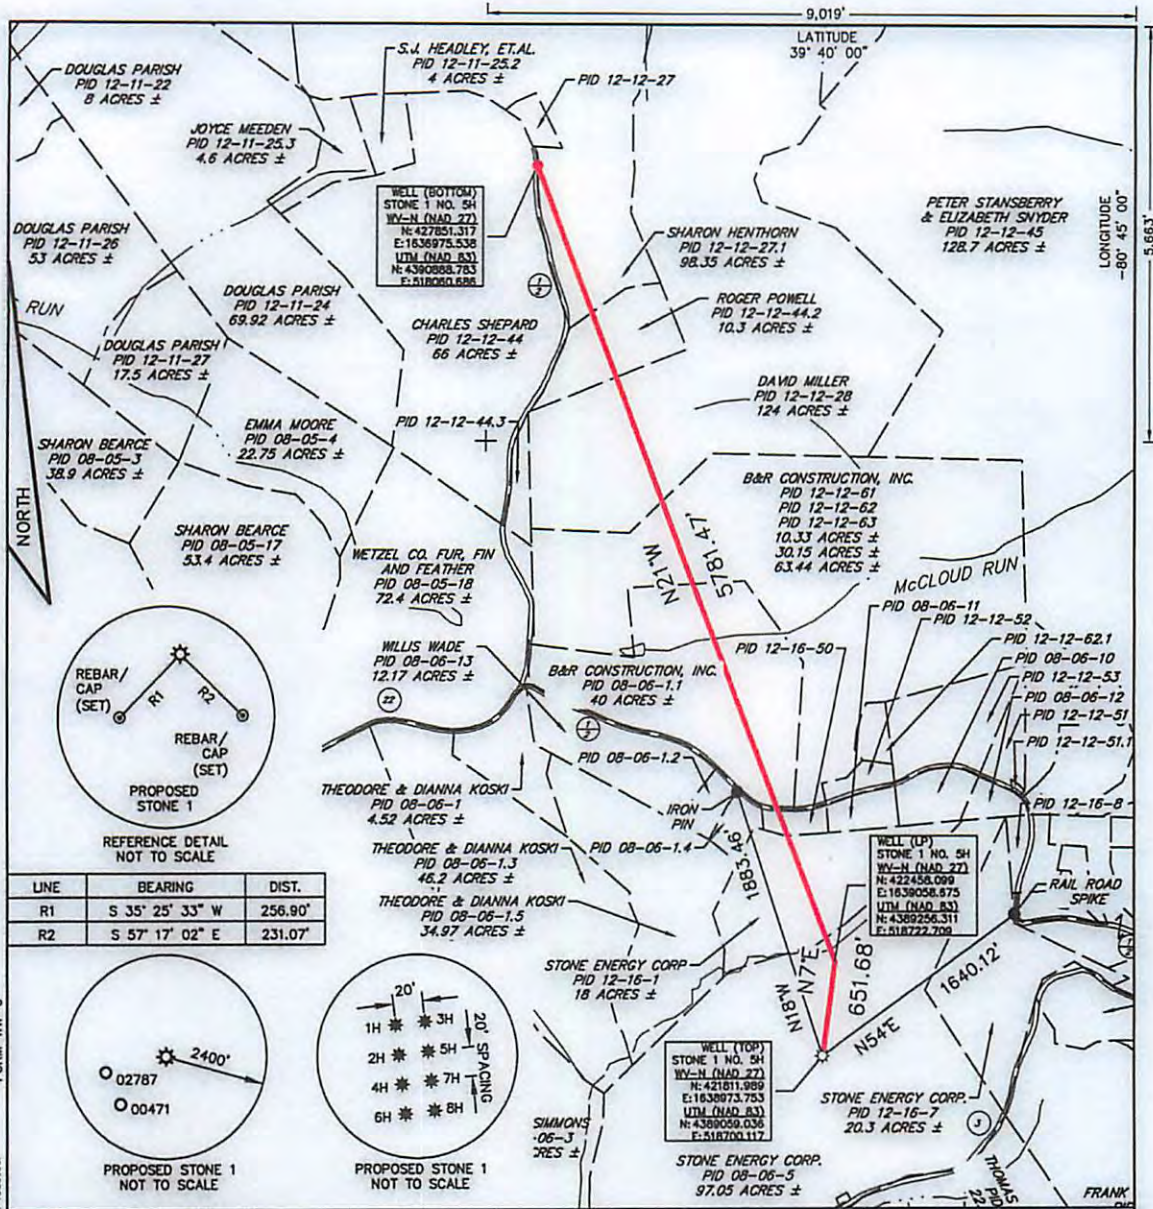 9,019'
LATITUDE
39° 40' 00"
LONGITUDE
-80° 45' 00"
5,663'
DOUGLAS PARISH
PID 12-11-22
8 ACRES ±
S.J. HEADLEY, ET.AL.
PID 12-11-25.2
4 ACRES ±
PID 12-12-27
JOYCE MEEDEN
PID 12-11-25.3
4.6 ACRES ±
WELL (BOTTOM)
STONE 1 NO. 5H
WV-N (NAD 27)
N: 427851.317
E:1636975.538
UTM (NAD 83)
N: 4390888.783
E:518060.686
PETER STANSBERRY
& ELIZABETH SNYDER
PID 12-12-45
128.7 ACRES ±
DOUGLAS PARISH
PID 12-11-26
53 ACRES ±
SHARON HENTHORN
PID 12-12-27.1
98.35 ACRES ±
1/2
RUN
DOUGLAS PARISH
PID 12-11-24
69.92 ACRES ±
ROGER POWELL
PID 12-12-44.2
10.3 ACRES ±
CHARLES SHEPARD
PID 12-12-44
66 ACRES ±
DOUGLAS PARISH
PID 12-11-27
17.5 ACRES ±
DAVID MILLER
PID 12-12-28
124 ACRES ±
PID 12-12-44.3
EMMA MOORE
PID 08-05-4
22.75 ACRES ±
SHARON BEARCE
PID 08-05-3
38.9 ACRES ±
B&R CONSTRUCTION, INC.
PID 12-12-61
PID 12-12-62
PID 12-12-63
10.33 ACRES ±
30.15 ACRES ±
63.44 ACRES ±
NORTH
SHARON BEARCE
PID 08-05-17
53.4 ACRES ±
WETZEL CO. FUR, FIN
AND FEATHER
PID 08-05-18
72.4 ACRES ±
N21°W
5781.47'
McCLOUD RUN
PID 08-06-11
PID 12-12-52
PID 12-12-62.1
PID 08-06-10
PID 12-12-53
PID 08-06-12
PID 12-12-51
PID 12-12-51.1
PID 12-16-8
PID 12-16-50
WILLIS WADE
PID 08-06-13
12.17 ACRES ±
B&R CONSTRUCTION, INC.
PID 08-06-1.1
40 ACRES ±
22
REBAR/
CAP
(SET)
R1
R2
REBAR/
CAP
(SET)
PROPOSED
STONE 1
REFERENCE DETAIL
NOT TO SCALE
PID 08-06-1.2
THEODORE & DIANNA KOSKI
PID 08-06-1
4.52 ACRES ±
IRON
PIN
PID 08-06-1.4
THEODORE & DIANNA KOSKI
PID 08-06-1.3
46.2 ACRES ±
1883.46'
N18°W
WELL (LP)
STONE 1 NO. 5H
WV-N (NAD 27)
N: 422458.099
E:1639058.675
UTM (NAD 83)
N: 4389256.311
E:518722.709
RAIL ROAD
SPIKE
THEODORE & DIANNA KOSKI
PID 08-06-1.5
34.97 ACRES ±
LINE BEARING DIST.
R1 S 35° 25' 33" W 256.90'
R2 S 57° 17' 02" E 231.07'
STONE ENERGY CORP
PID 12-16-1
18 ACRES ±
N7°E
651.68'
1640.12'
N54°E
2400'
02787
00471
PROPOSED STONE 1
NOT TO SCALE
20'
1H 3H
2H 5H
4H 7H
6H 8H
20' SPACING
PROPOSED STONE 1
NOT TO SCALE
WELL (TOP)
STONE 1 NO. 5H
WV-N (NAD 27)
N: 421811.989
E:1638973.753
UTM (NAD 83)
N: 4389059.036
E:518700.117
STONE ENERGY CORP.
PID 12-16-7
20.3 ACRES ±
3
SIMMONS
-06-3
CRES ±
STONE ENERGY CORP.
PID 08-06-5
97.05 ACRES ±
THOMAS
PID
22
FRANK